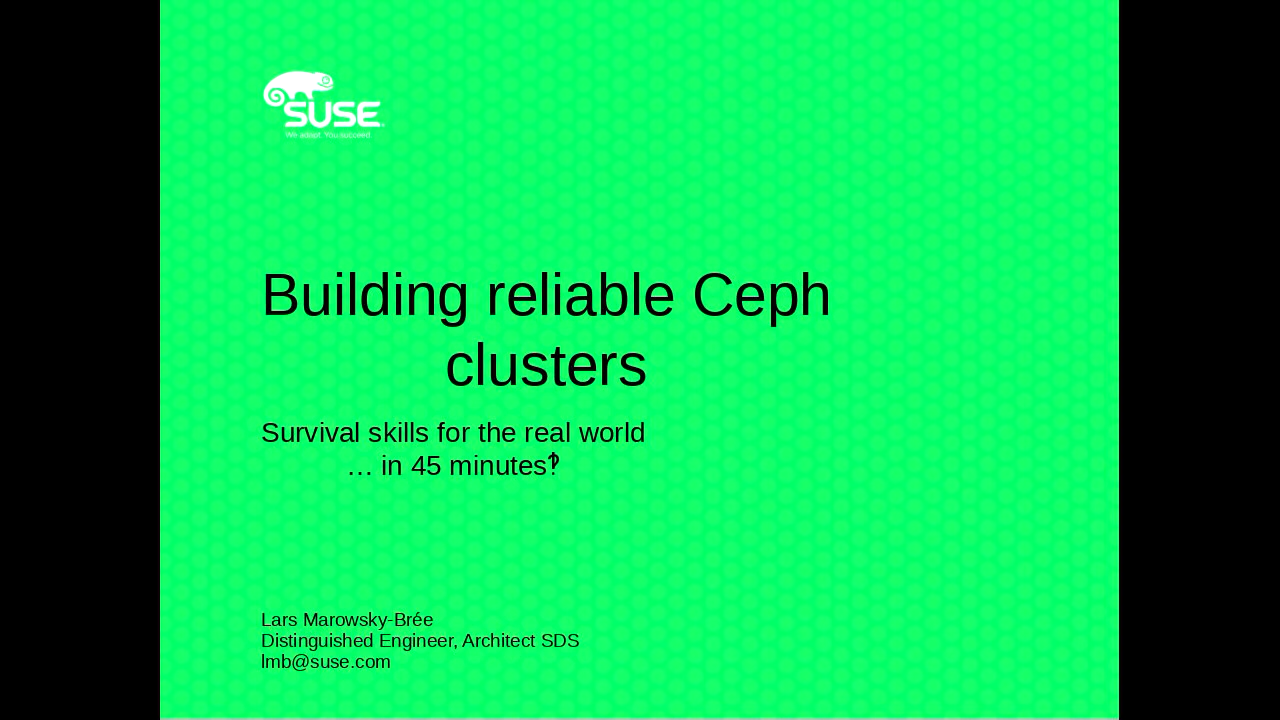 SUSE
We adapt. You succeed.
Building reliable Ceph
clusters
Survival skills for the real world
… in 45 minutes‽
Lars Marowsky-Brée
Distinguished Engineer, Architect SDS
lmb@suse.com